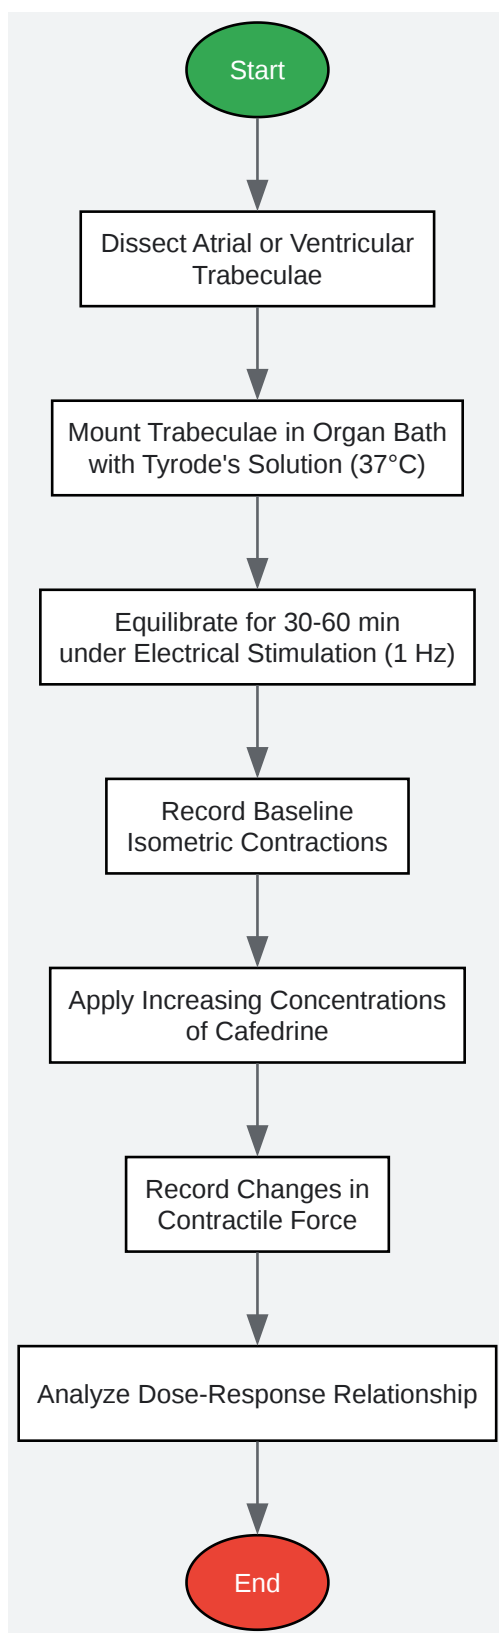 Start
Dissect Atrial or Ventricular
Trabeculae
Mount Trabeculae in Organ Bath
with Tyrode's Solution (37°C)
Equilibrate for 30-60 min
under Electrical Stimulation (1 Hz)
Record Baseline
Isometric Contractions
Apply Increasing Concentrations
of Cafedrine
Record Changes in
Contractile Force
Analyze Dose-Response Relationship
End